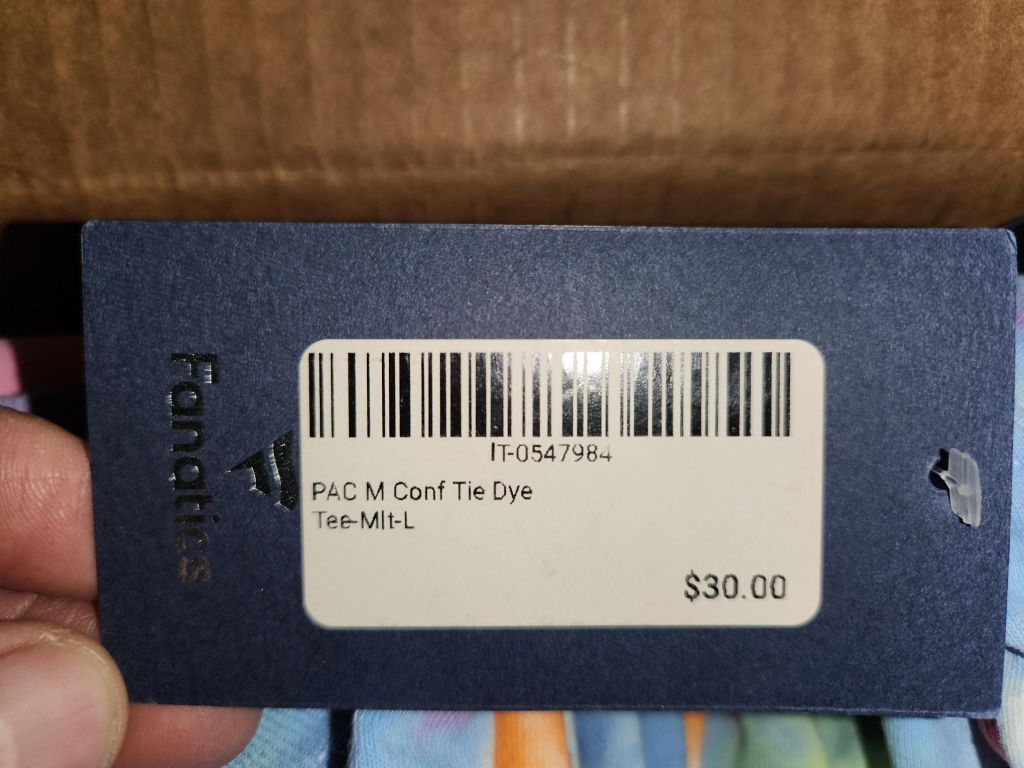 Fanatics
IT-0547984
PAC M Conf Tie Dye
Tee-Mlt-L
$30.00